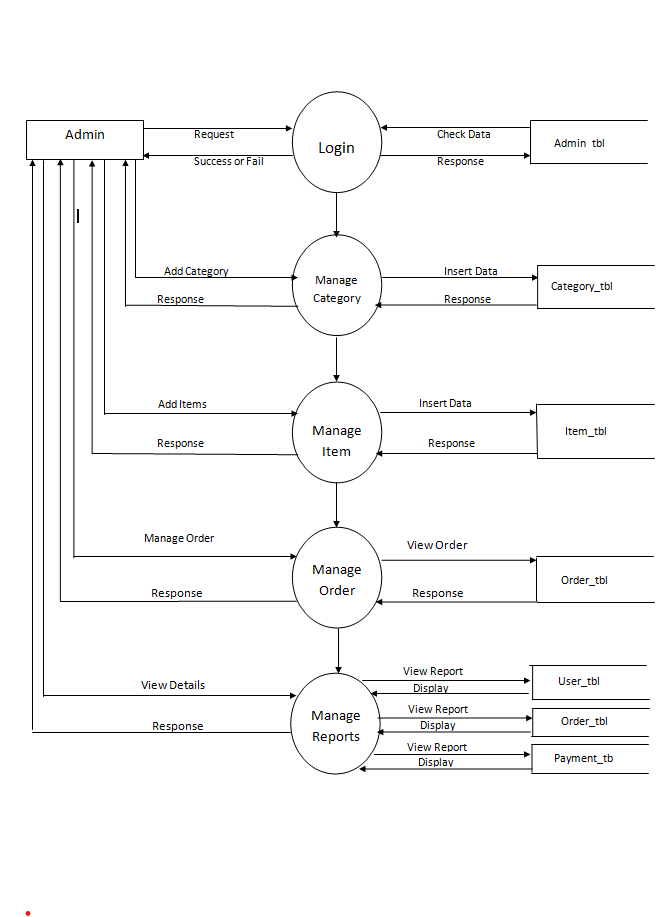 Admin
Request
Check Data
Login
Admin tbl
Success or Fail
Response
Add Category
Insert Data
Manage
Category
Category_tbl
Response
Response
Add Items
Insert Data
Manage
Item
Item_tbl
Response
Response
Manage Order
View Order
Manage
Order
Order_tbl
Response
Response
View Report
User_tbl
View Details
Display
View Report
Manage
Reports
Order_tbl
Response
Display
View Report
Payment_tb
Display